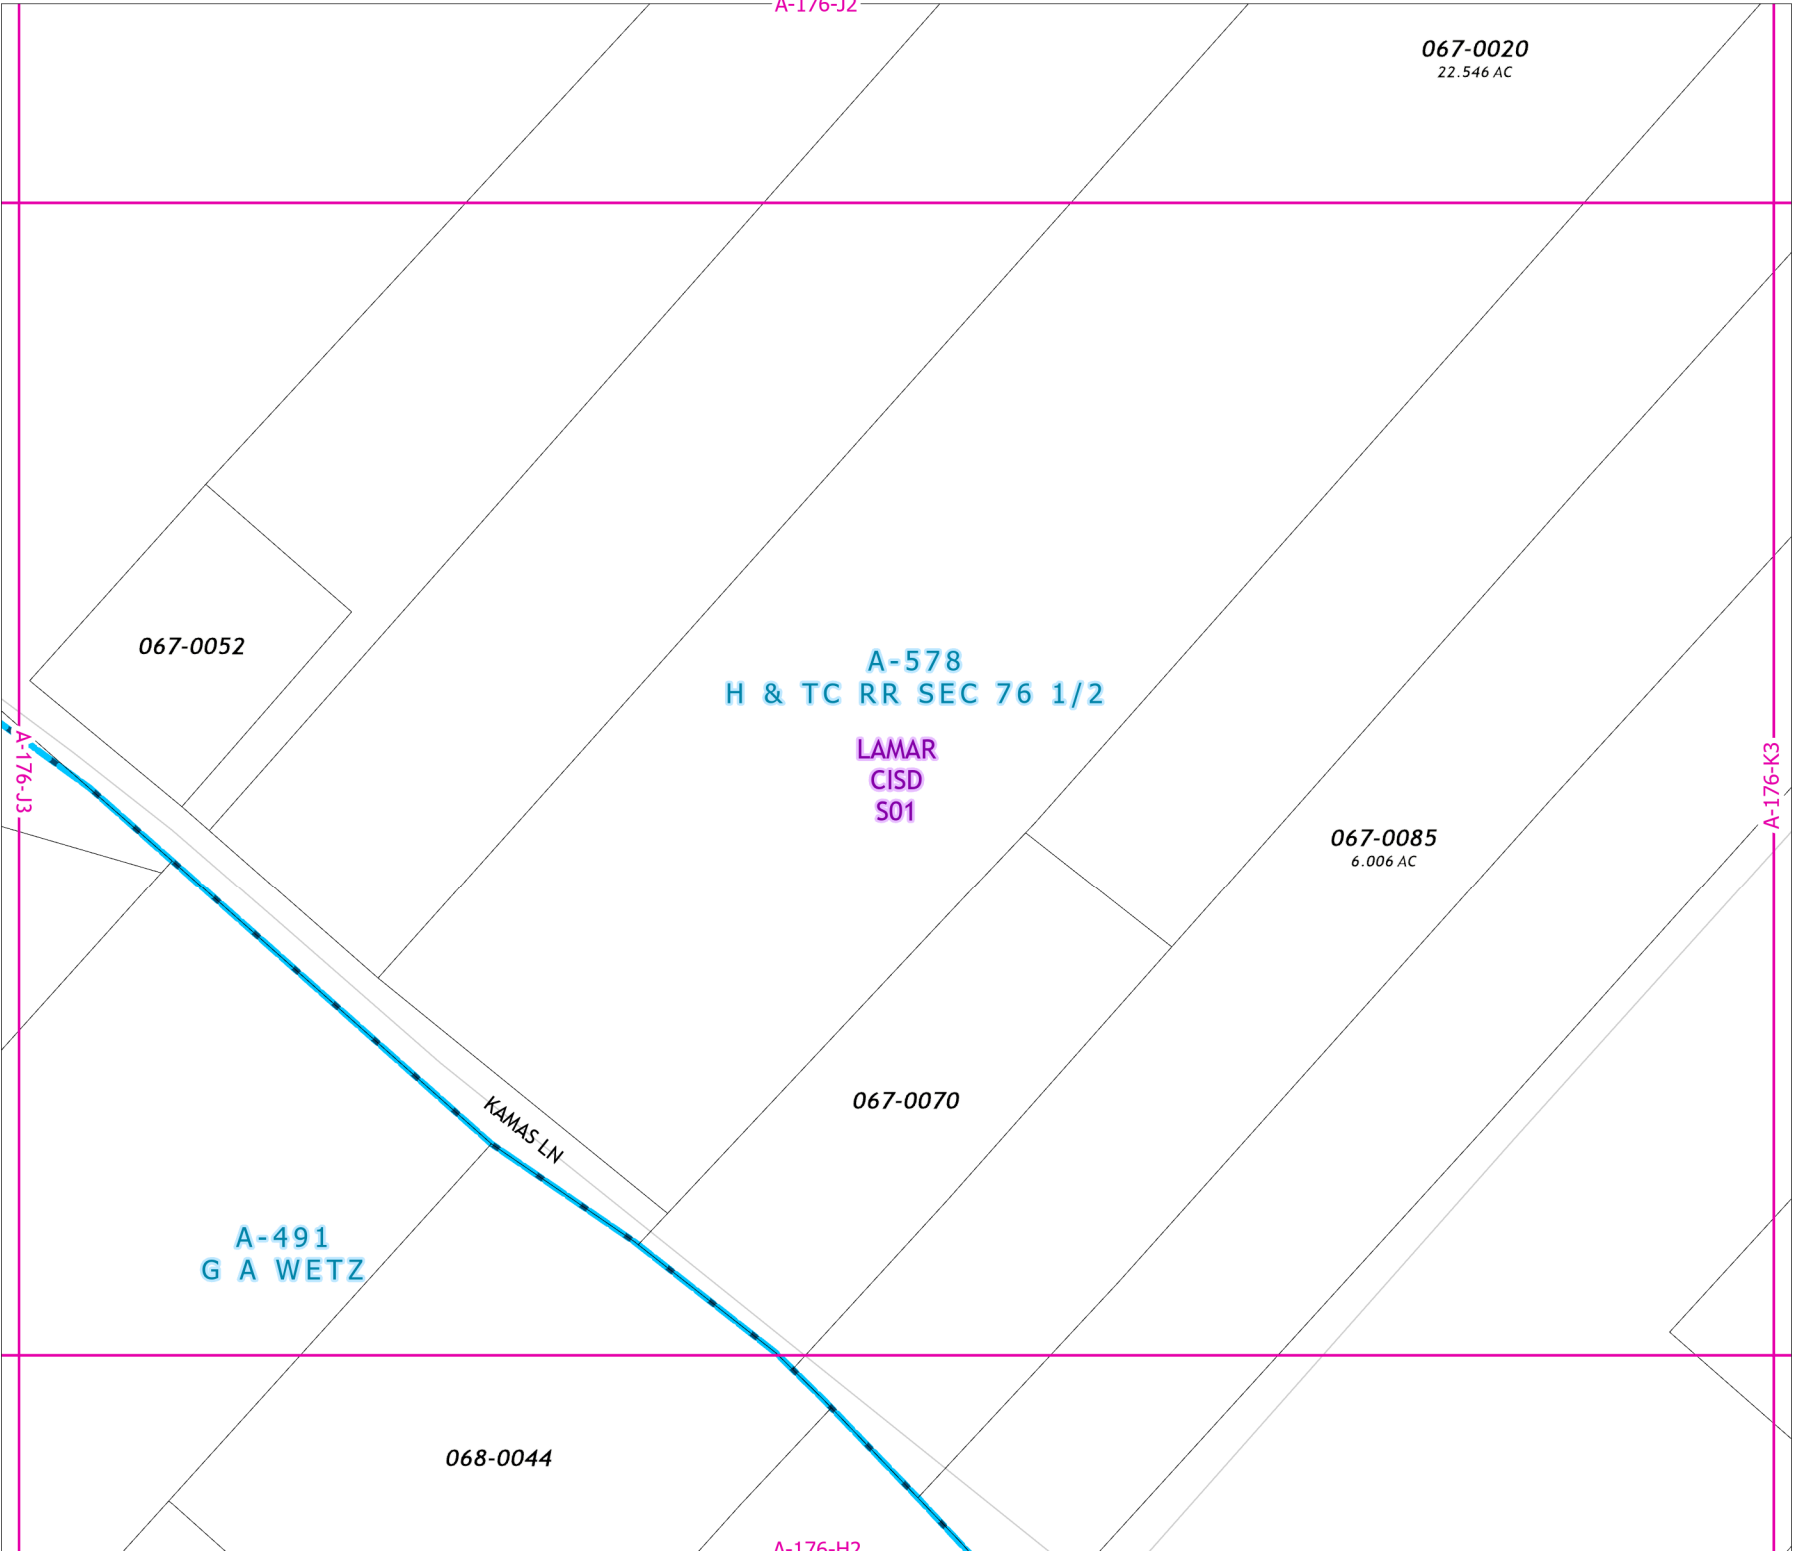 A-176-J2
067-0020
22.546 AC
067-0052
A-578
H & TC RR SEC 76 1/2
LAMAR
CISD
S01
A-176-J3
A-176-K3
067-0085
6.006 AC
067-0070
KAMAS LN
A-491
G A WETZ
068-0044
A-176-H2